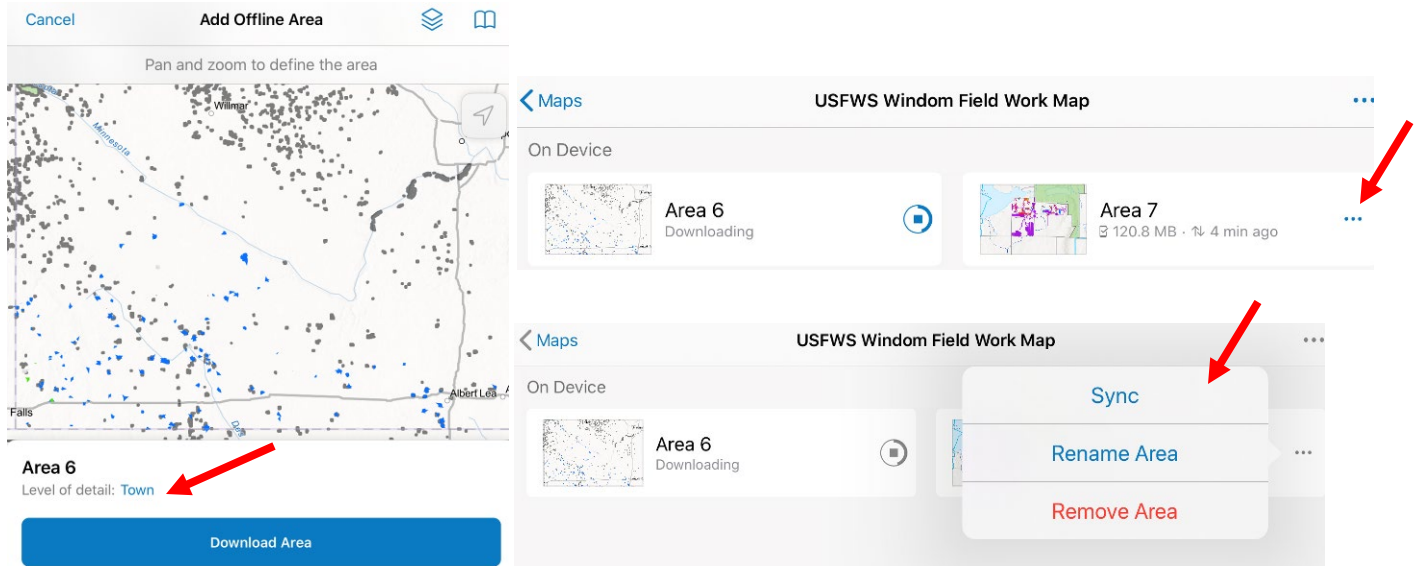 Cancel
Add Offline Area
Pan and zoom to define the area
Willmar
Minnesota
Albert Lea
Falls
Area 6
Level of detail: Town
Download Area
Maps
USFWS Windom Field Work Map
On Device
Area 6
Downloading
Area 7
120.8 MB · 4 min ago
Maps
USFWS Windom Field Work Map
On Device
Area 6
Downloading
Sync
Rename Area
Remove Area